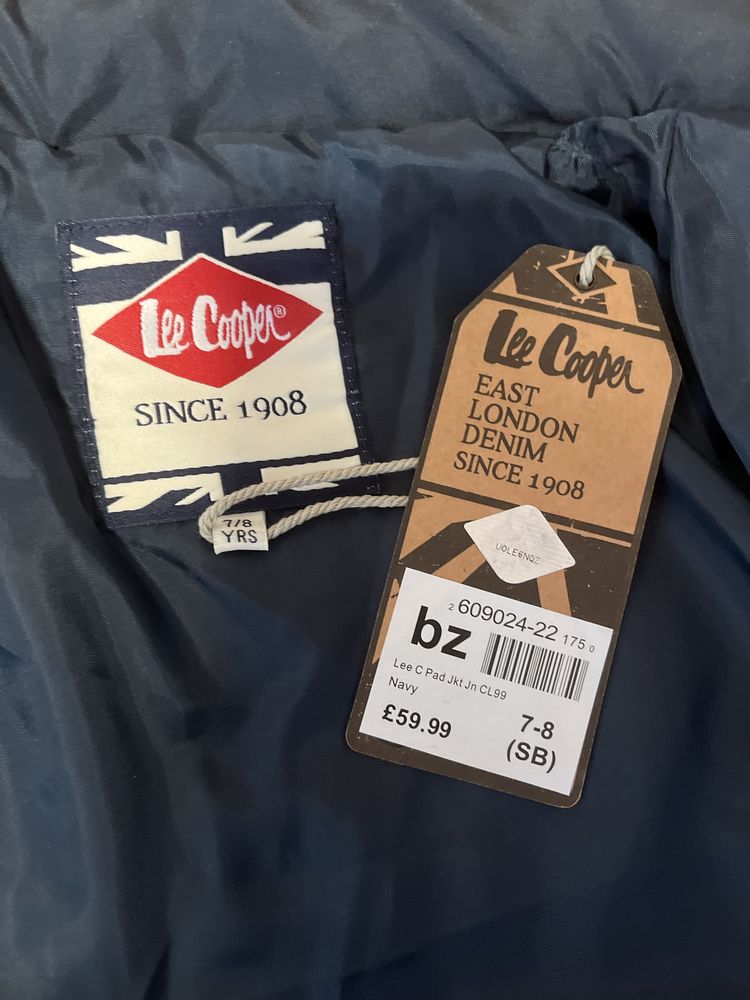 Lee Cooper®
SINCE 1908
7/8
YRS
Lee Cooper
EAST
LONDON
DENIM
SINCE 1908
U0LE6NQZ
2 609024-22 175 0
bz
Lee C Pad Jkt Jn CL99
Navy
£59.99
7-8
(SB)